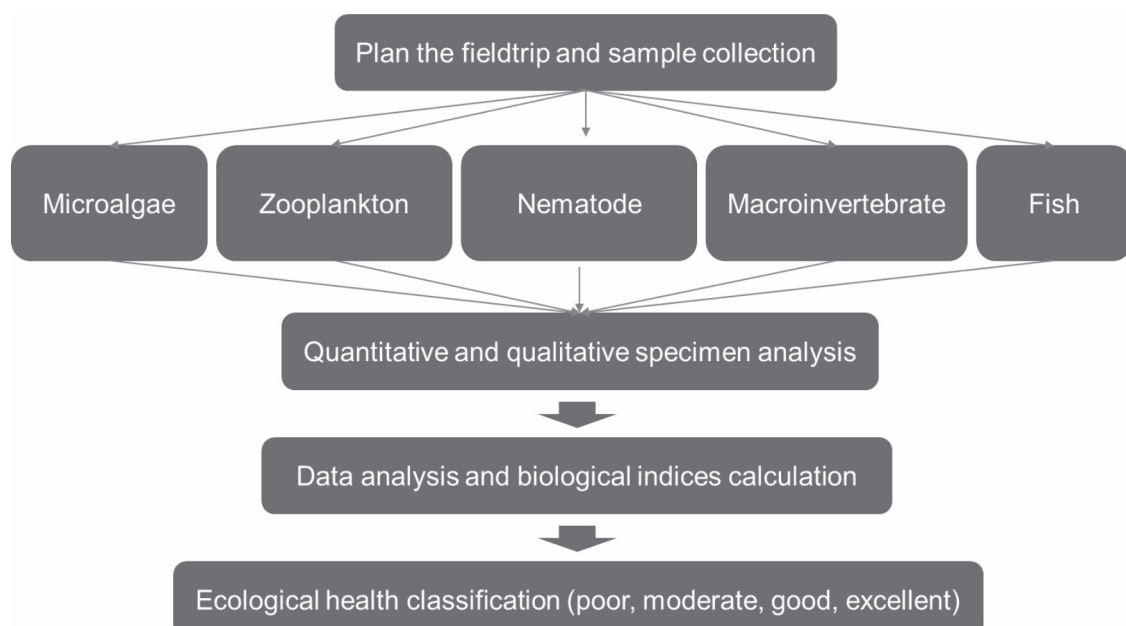 Plan the fieldtrip and sample collection
Microalgae
Zooplankton
Nematode
Macroinvertebrate
Fish
Quantitative and qualitative specimen analysis
Data analysis and biological indices calculation
Ecological health classification (poor, moderate, good, excellent)